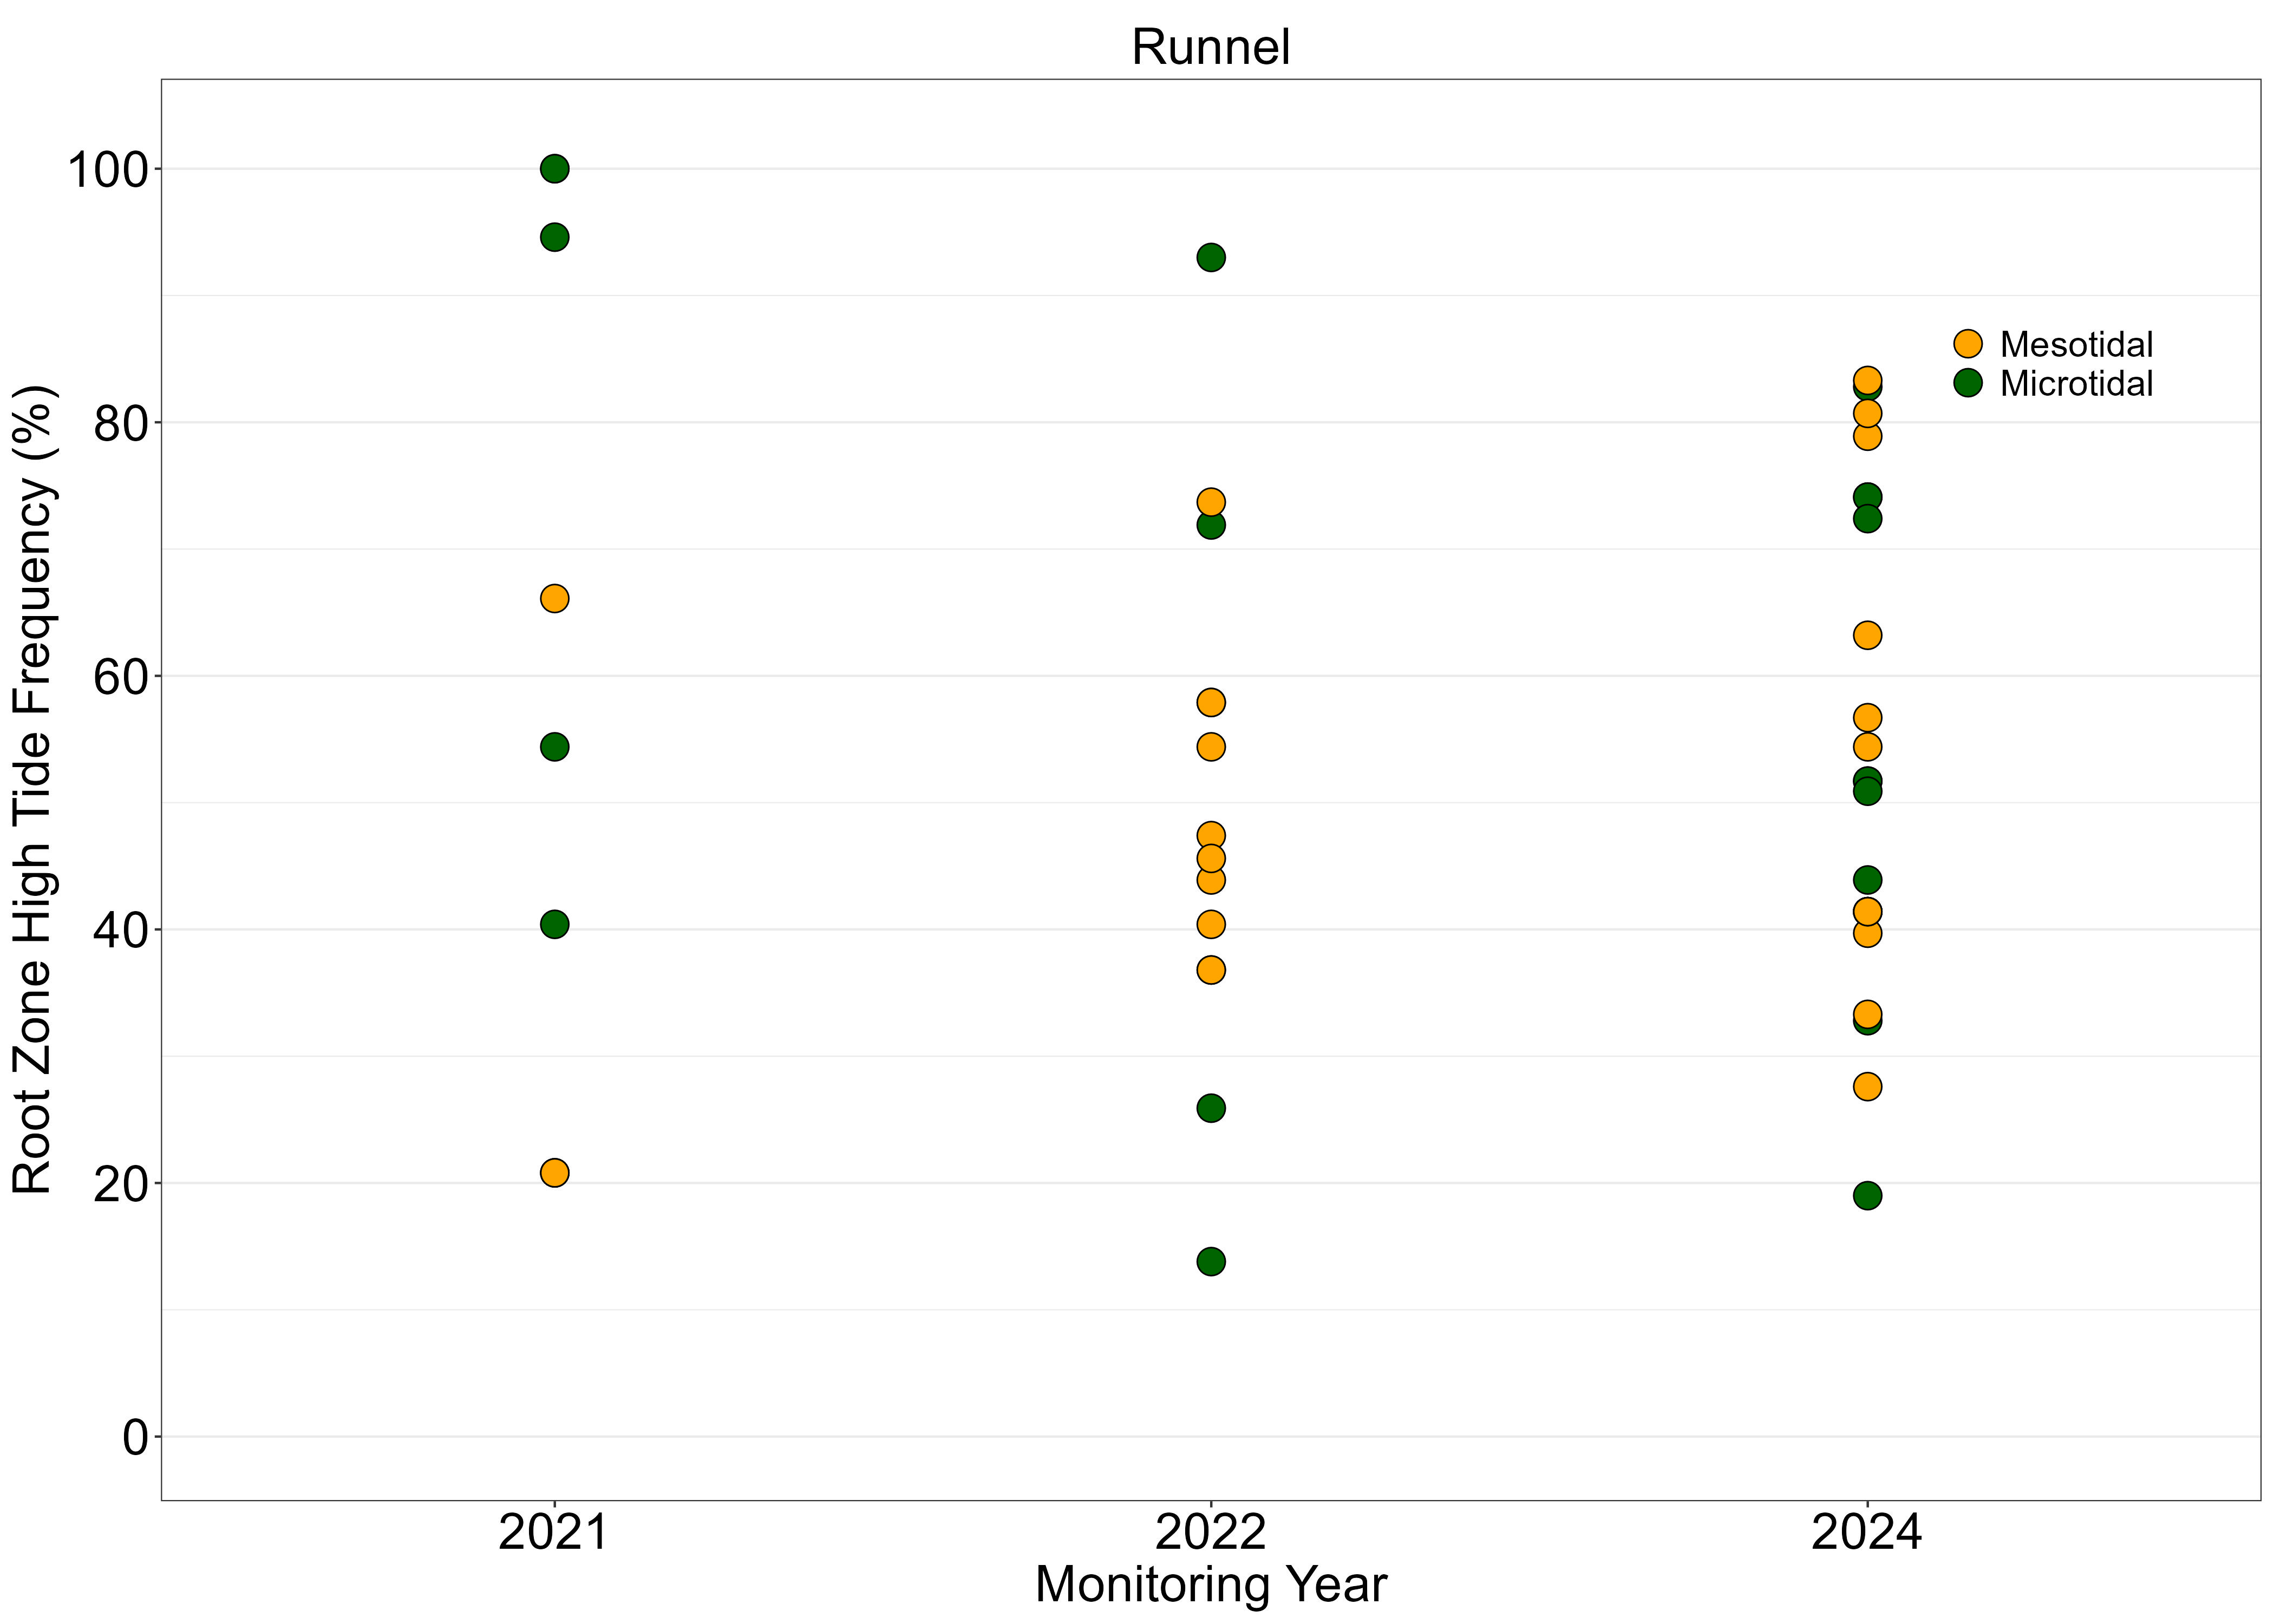 Runnel
Root Zone High Tide Frequency (%)
100
80
60
40
20
0
Mesotidal
Microtidal
2021
2022
2024
Monitoring Year